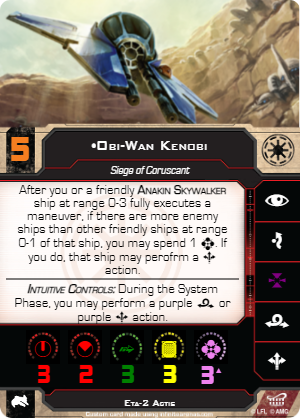 5
•Obi-Wan Kenobi
Siege of Coruscant
After you or a friendly Anakin Skywalker
ship at range 0-3 fully executes a
maneuver, if there are more enemy
ships than other friendly ships at range
0-1 of that ship, you may spend 1 . If
you do, that ship may perofrm a
action.
Intuitive Controls: During the System
Phase, you may perform a purple or
purple action.
3 2 3 3 3
Eta-2 Actis
Custom card made using infinitearenas.com
© LFL © AMG